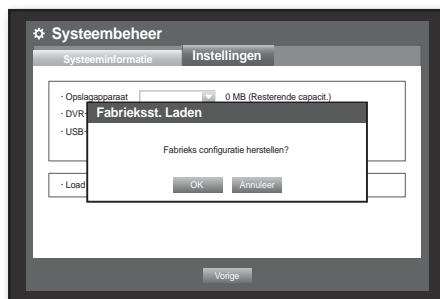 Systeembeheer
Systeeminformatie Instellingen
· Opslagapparaat 0 MB (Resterende capacit.)
· DVR-
· USB-
Fabrieksst. Laden
Fabrieks configuratie herstellen?
· Load
OK Annuleer
Vorige